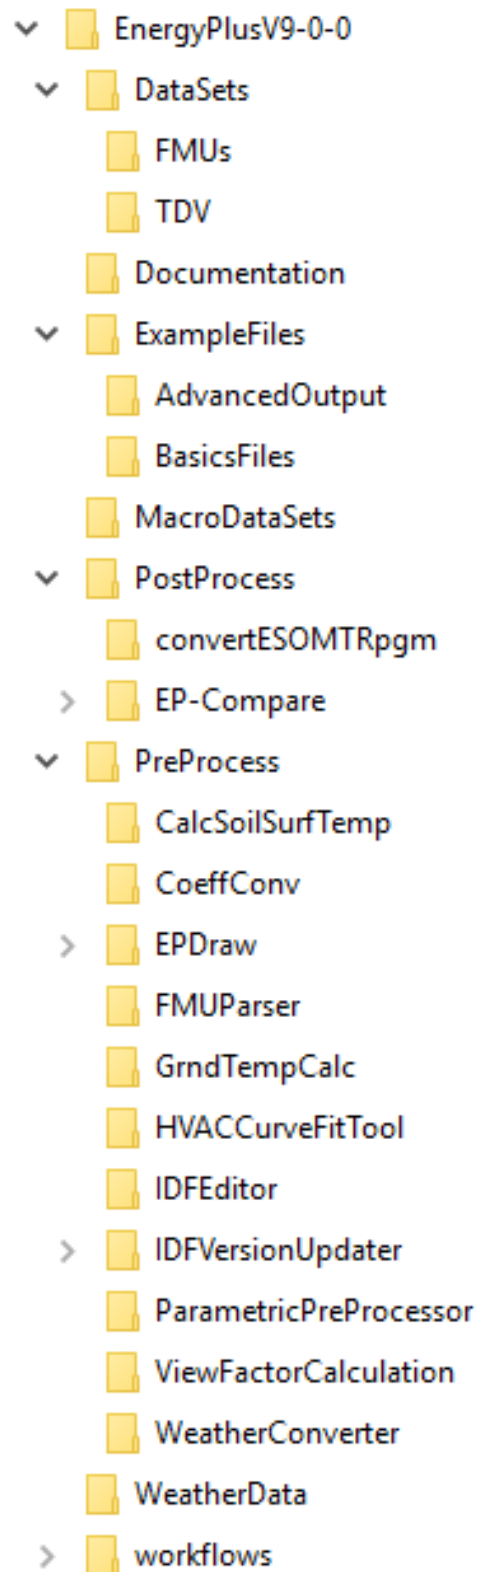 EnergyPlusV9-0-0
DataSets
FMUs
TDV
Documentation
ExampleFiles
AdvancedOutput
BasicsFiles
MacroDataSets
PostProcess
convertESOMTRpgm
EP-Compare
PreProcess
CalcSoilSurfTemp
CoeffConv
EPDraw
FMUParser
GrndTempCalc
HVACCurveFitTool
IDFEditor
IDFVersionUpdater
ParametricPreProcessor
ViewFactorCalculation
WeatherConverter
WeatherData
workflows